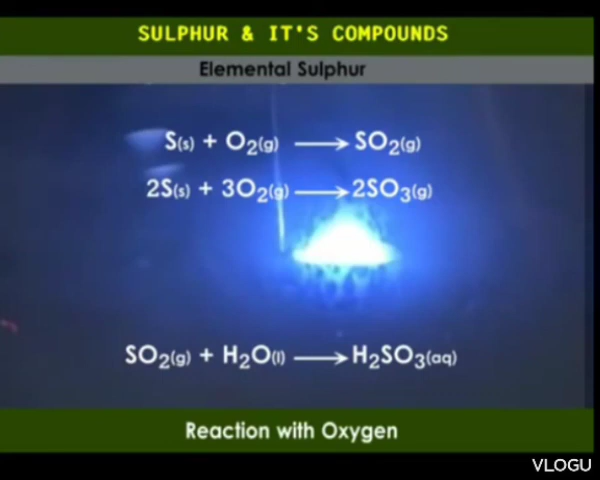 SULPHUR & IT'S COMPOUNDS
Elemental Sulphur
S(s) + O2(g) ⟶ SO2(g)
2S(s) + 3O2(g) ⟶ 2SO3(g)
SO2(g) + H2O(l) ⟶ H2SO3(aq)
Reaction with Oxygen
VLOGU